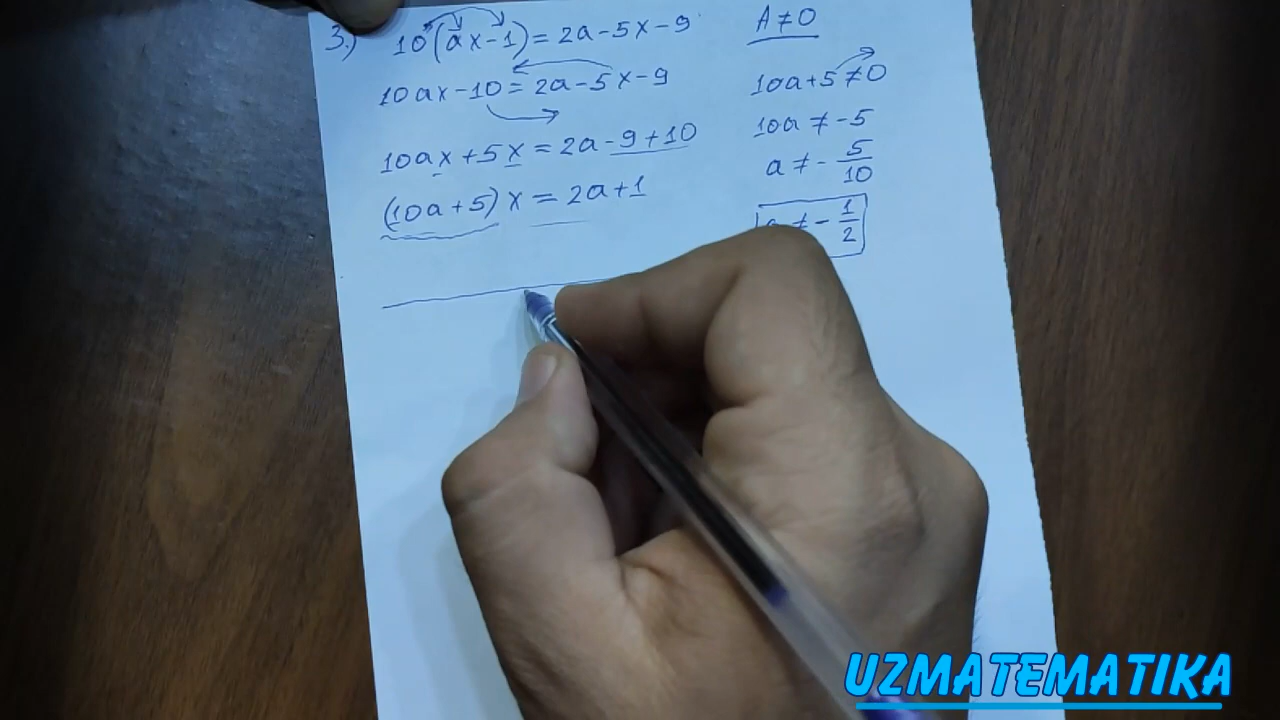 3.) 10(ax-1)=2a-5x-9
10ax-10=2a-5x-9
10ax+5x=2a-9+10
(10a+5)x=2a+1
A≠0
10a+5≠0
10a≠-5
a≠-5/10
a≠-1/2
UZMATEMATIKA